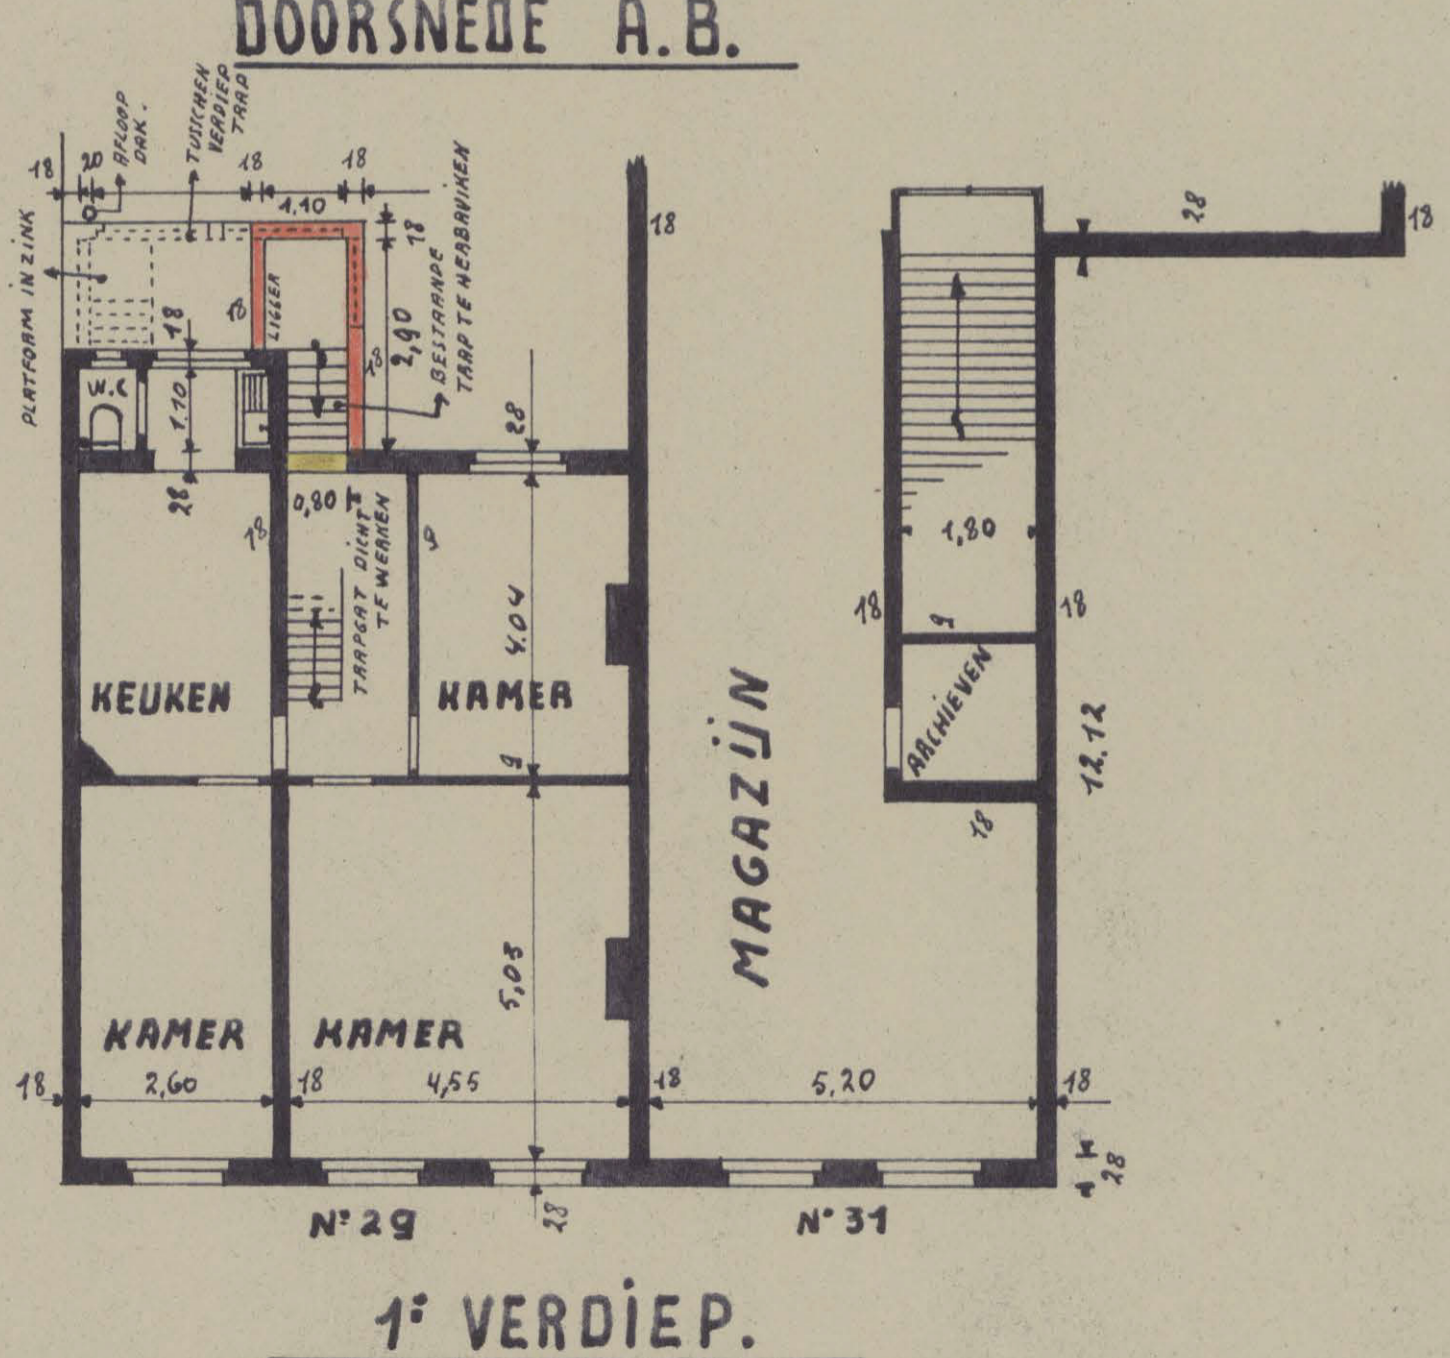 DOORSNEDE A.B.
AFLOOP
DAK.
TUSSCHEN
VERDIEP
TRAP
18
20
18
18
1,10
18
PLATFORM IN ZINK
LIGGER
18
18
18
2,90
BESTAANDE
TRAP TE HERBRUIKEN
18
28
18
W.C
1.10
28
28
0,80
18
TRAPGAT DICHT
TE WERKEN
9
4.04
1,80
18
9
18
KEUKEN
KAMER
MAGAZIJN
ARCHIEVEN
12.12
9
18
5,05
KAMER
KAMER
18
2,60
18
4,55
18
5,20
18
28
28
N° 29
N° 31
1° VERDIEP.